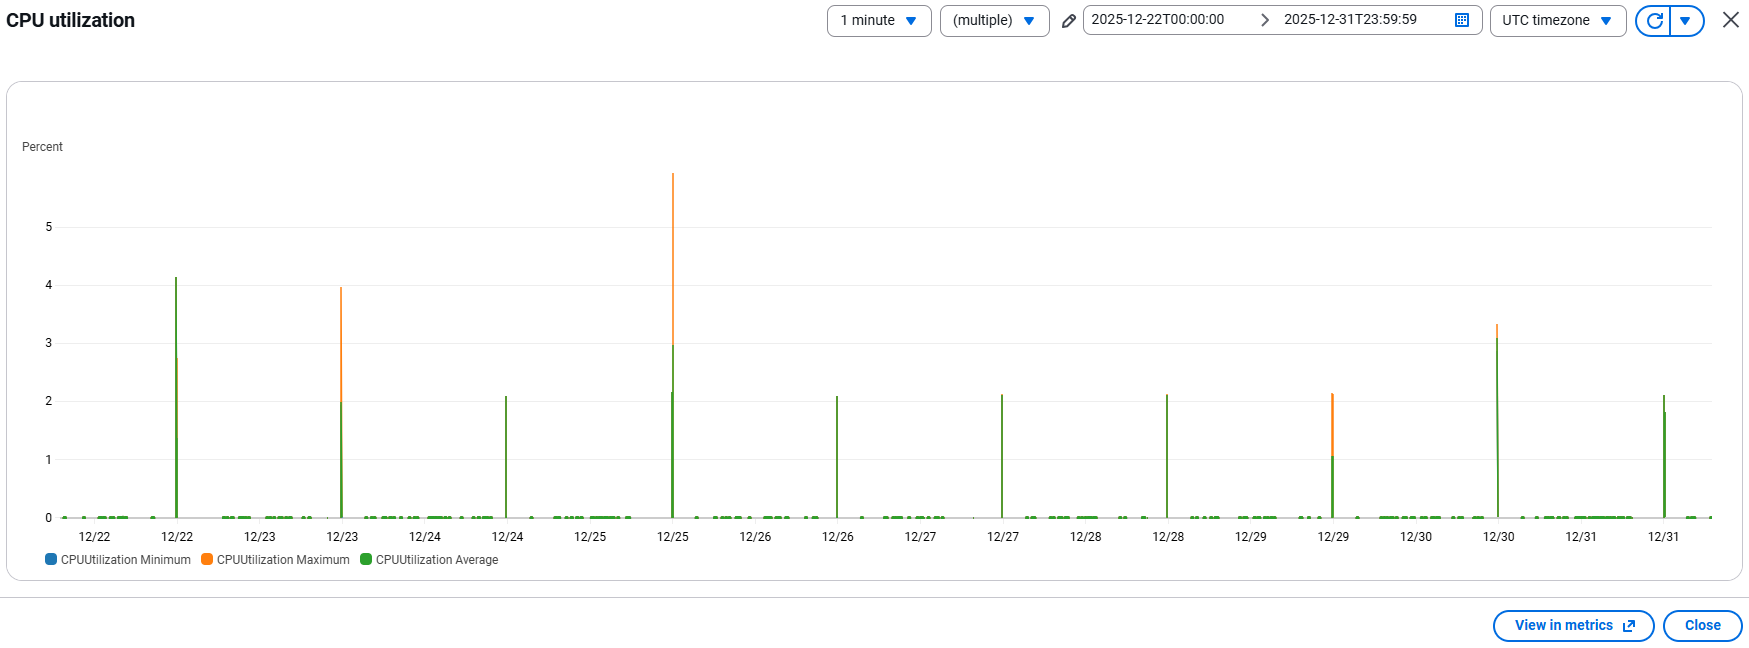 CPU utilization
1 minute
(multiple)
2025-12-22T00:00:00
2025-12-31T23:59:59
UTC timezone
Percent
5
4
3
2
1
0
12/22 12/22 12/23 12/23 12/24 12/24 12/25 12/25 12/26 12/26 12/27 12/27 12/28 12/28 12/29 12/29 12/30 12/30 12/31 12/31
CPUUtilization Minimum CPUUtilization Maximum CPUUtilization Average
View in metrics
Close